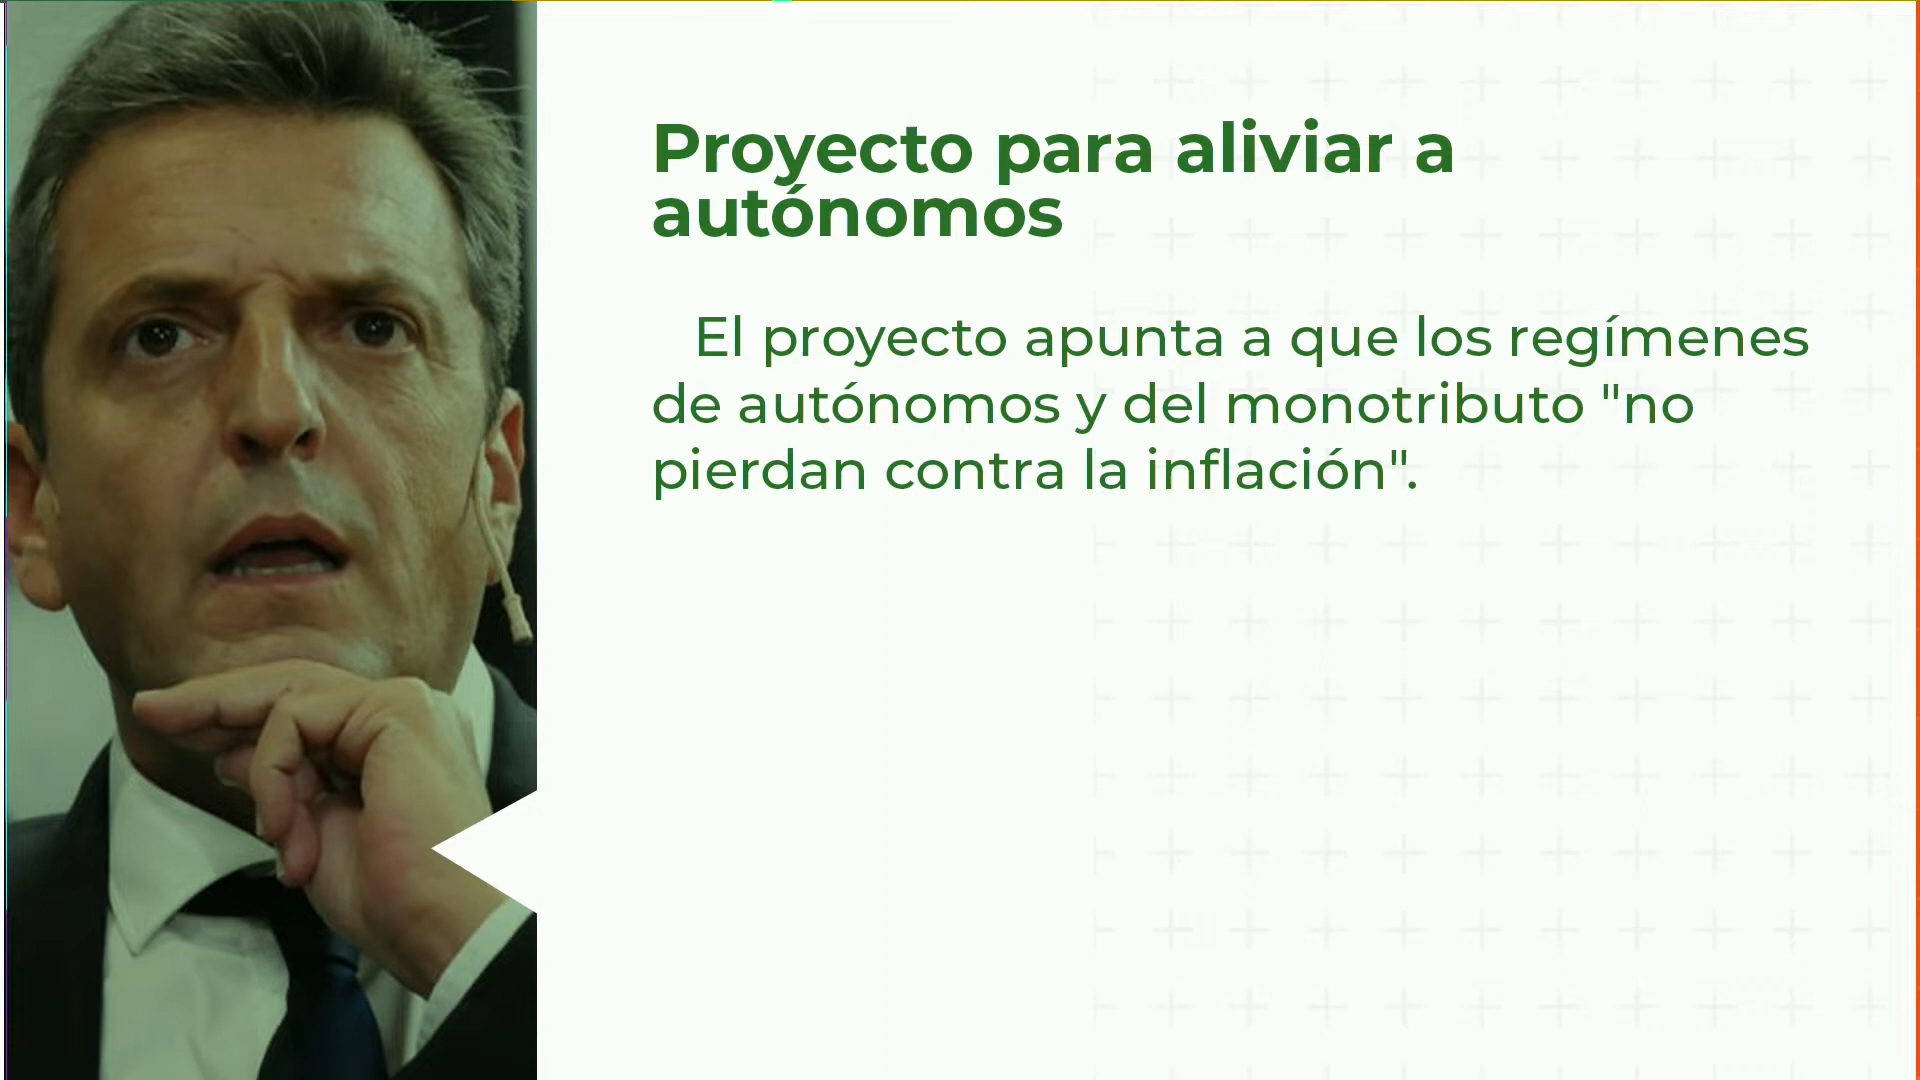 Proyecto para aliviar a
autónomos
El proyecto apunta a que los regímenes
de autónomos y del monotributo "no
pierdan contra la inflación".